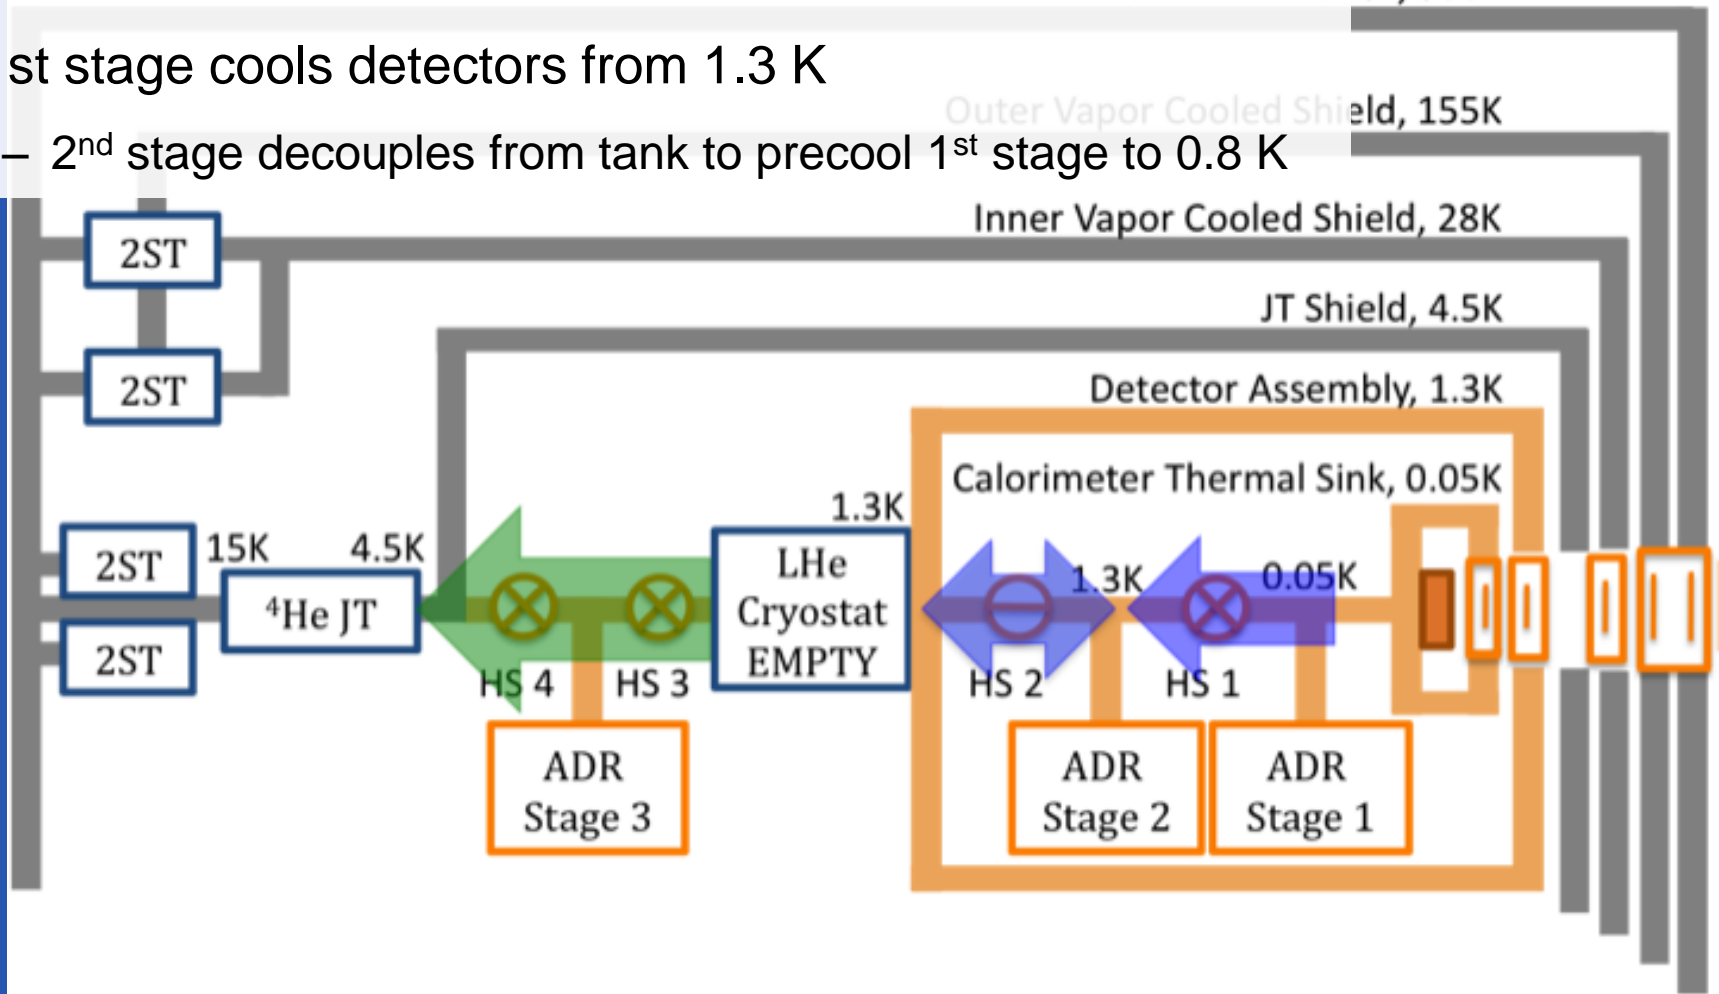 st stage cools detectors from 1.3 K
Outer Vapor Cooled Shield, 155K
– 2nd stage decouples from tank to precool 1st stage to 0.8 K
Inner Vapor Cooled Shield, 28K
2ST
JT Shield, 4.5K
2ST
Detector Assembly, 1.3K
Calorimeter Thermal Sink, 0.05K
1.3K
2ST
15K
4.5K
4He JT
2ST
LHe
Cryostat
EMPTY
1.3K
0.05K
HS 4
HS 3
HS 2
HS 1
ADR
Stage 3
ADR
Stage 2
ADR
Stage 1